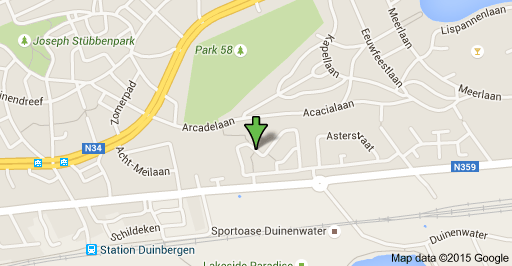 Joseph Stübbenpark
Park 58
Kapellaan
Eeuwfeestlaan
Meerlaan
Lispannenlaan
Meerlaan
inendreef
Zomerpad
Arcadelaan
Acacialaan
Astersraat
N34
Acht-Meilaan
N359
Schildeken
Station Duinbergen
Sportoase Duinenwater
Duinenwater
Lakeside Paradise
Map data ©2015 Google